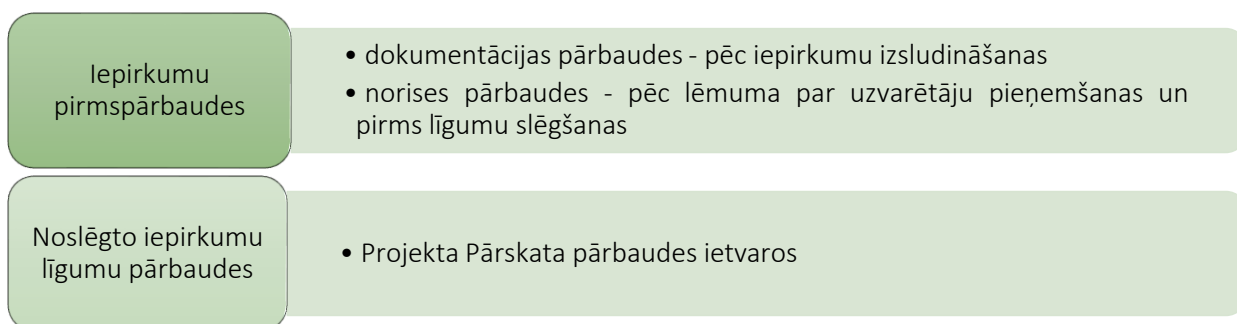 Iepirkumu
pirmspārbaudes
• dokumentācijas pārbaudes - pēc iepirkumu izsludināšanas
• norises pārbaudes - pēc lēmuma par uzvarētāju pieņemšanas un
pirms līgumu slēgšanas
Noslēgto iepirkumu
līgumu pārbaudes
• Projekta Pārskata pārbaudes ietvaros